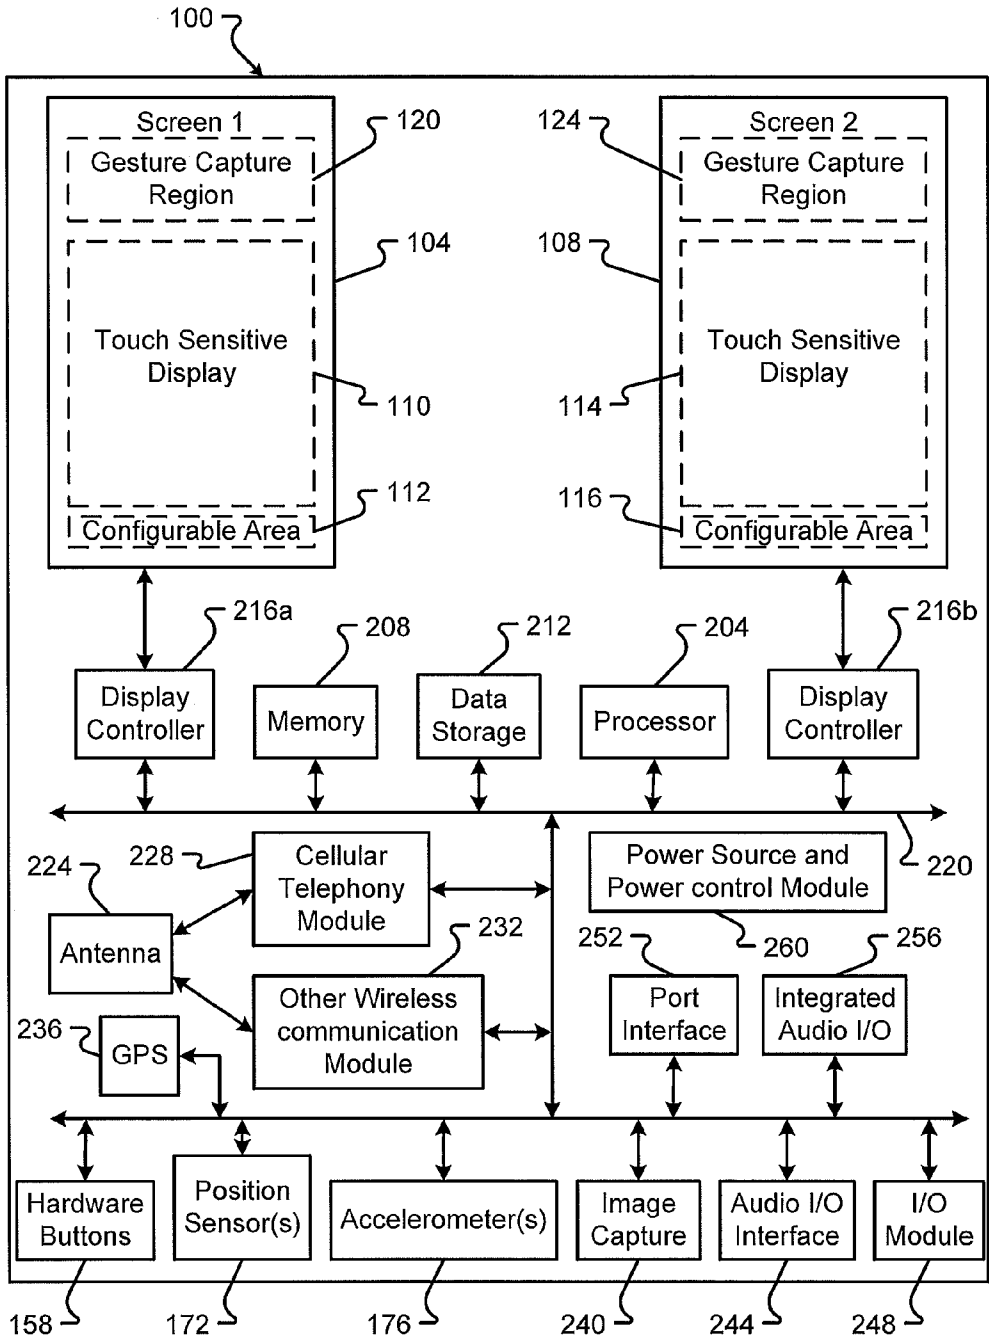 100
Screen 1
Gesture Capture
Region
120
104
Touch Sensitive
Display
110
112
Configurable Area
Screen 2
124
Gesture Capture
Region
108
Touch Sensitive
Display
114
116
Configurable Area
216a
208
212
204
216b
Display
Controller
Memory
Data
Storage
Processor
Display
Controller
220
224
228
Cellular
Telephony
Module
Power Source and
Power control Module
260
Antenna
232
Other Wireless
communication
Module
252
Port
Interface
256
Integrated
Audio I/O
236
GPS
Hardware
Buttons
Position
Sensor(s)
Accelerometer(s)
Image
Capture
Audio I/O
Interface
I/O
Module
158
172
176
240
244
248